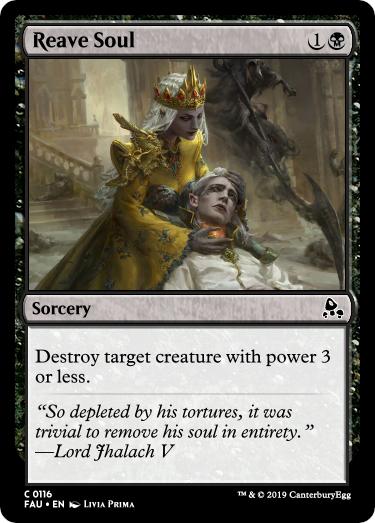 Reave Soul 1
Sorcery
Destroy target creature with power 3
or less.
“So depleted by his tortures, it was
trivial to remove his soul in entirety.”
—Lord Jhalach V
C 0116
FAU • EN LIVIA PRIMA
™ & © 2019 CanterburyEgg